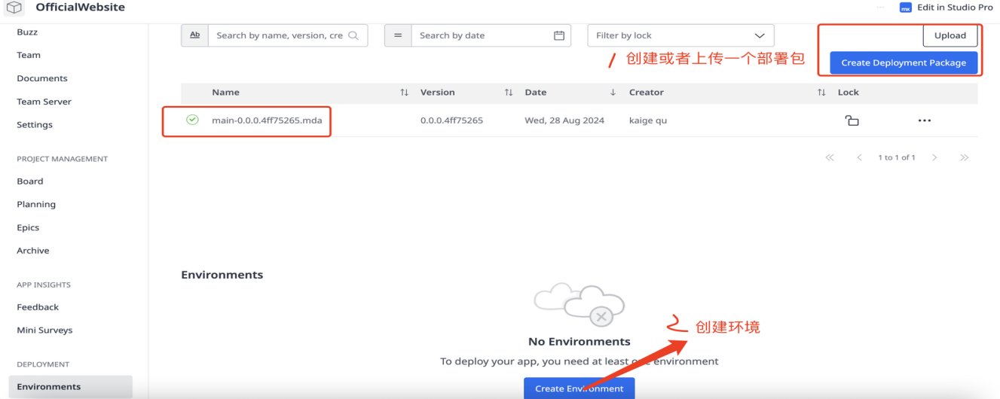 OfficialWebsite
... mx Edit in Studio Pro
Buzz
Team
Documents
Team Server
Settings
PROJECT MANAGEMENT
Board
Planning
Epics
Archive
APP INSIGHTS
Feedback
Mini Surveys
DEPLOYMENT
Environments
Ab Search by name, version, cre
= Search by date
Filter by lock
Upload
1 创建或者上传一个部署包
Create Deployment Package
Name Version Date Creator Lock
main-0.0.0.4ff75265.mda 0.0.0.4ff75265 Wed, 28 Aug 2024 kaige qu ...
1 to 1 of 1
Environments
2 创建环境
No Environments
To deploy your app, you need at least one environment
Create Environment